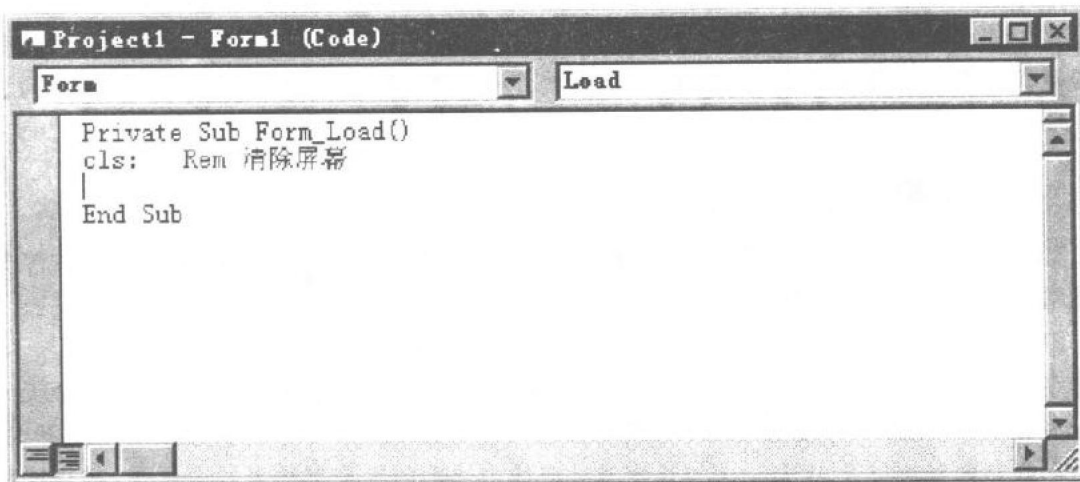 Project1 - Form1 (Code)
Form
Load
Private Sub Form_Load()
cls: Rem 清除屏幕
End Sub